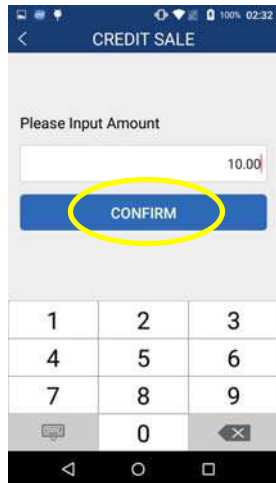 100% 02:32
CREDIT SALE
Please Input Amount
10.00
CONFIRM
1 2 3
4 5 6
7 8 9
0